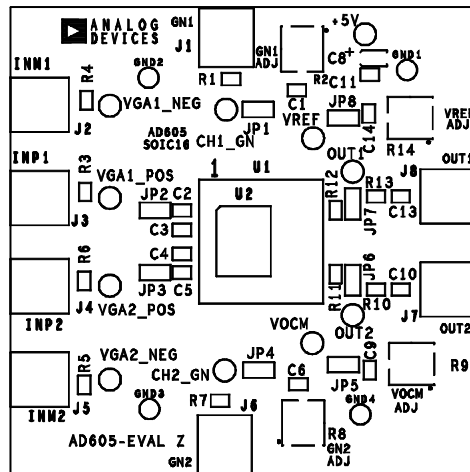 ANALOG
DEVICES
GN1
J1
GN1
ADJ
+5V
C8+
GND1
INM1
R4
GND2
R1
R2
C11
VGA1_NEG
C1
JP8
VREF
ADJ
J2
AD605
SOIC16
JP1
CH1_GN
VREF
C14
R14
INP1
R3
VGA1_POS
1
U1
OUT1
R12
R13
J8
OUT1
JP2
C2
U2
J3
C3
JP7
C13
R6
C4
JP6
C10
JP3
C5
R11
R10
J7
J4
INP2
VGA2_POS
VOCM
OUT2
OUT2
R5
VGA2_NEG
CH2_GN
JP4
C6
JP5
C9
R9
VOCM
ADJ
INM2
J5
GND3
R7
J6
GND4
AD605-EVAL Z
GN2
R8
GN2
ADJ